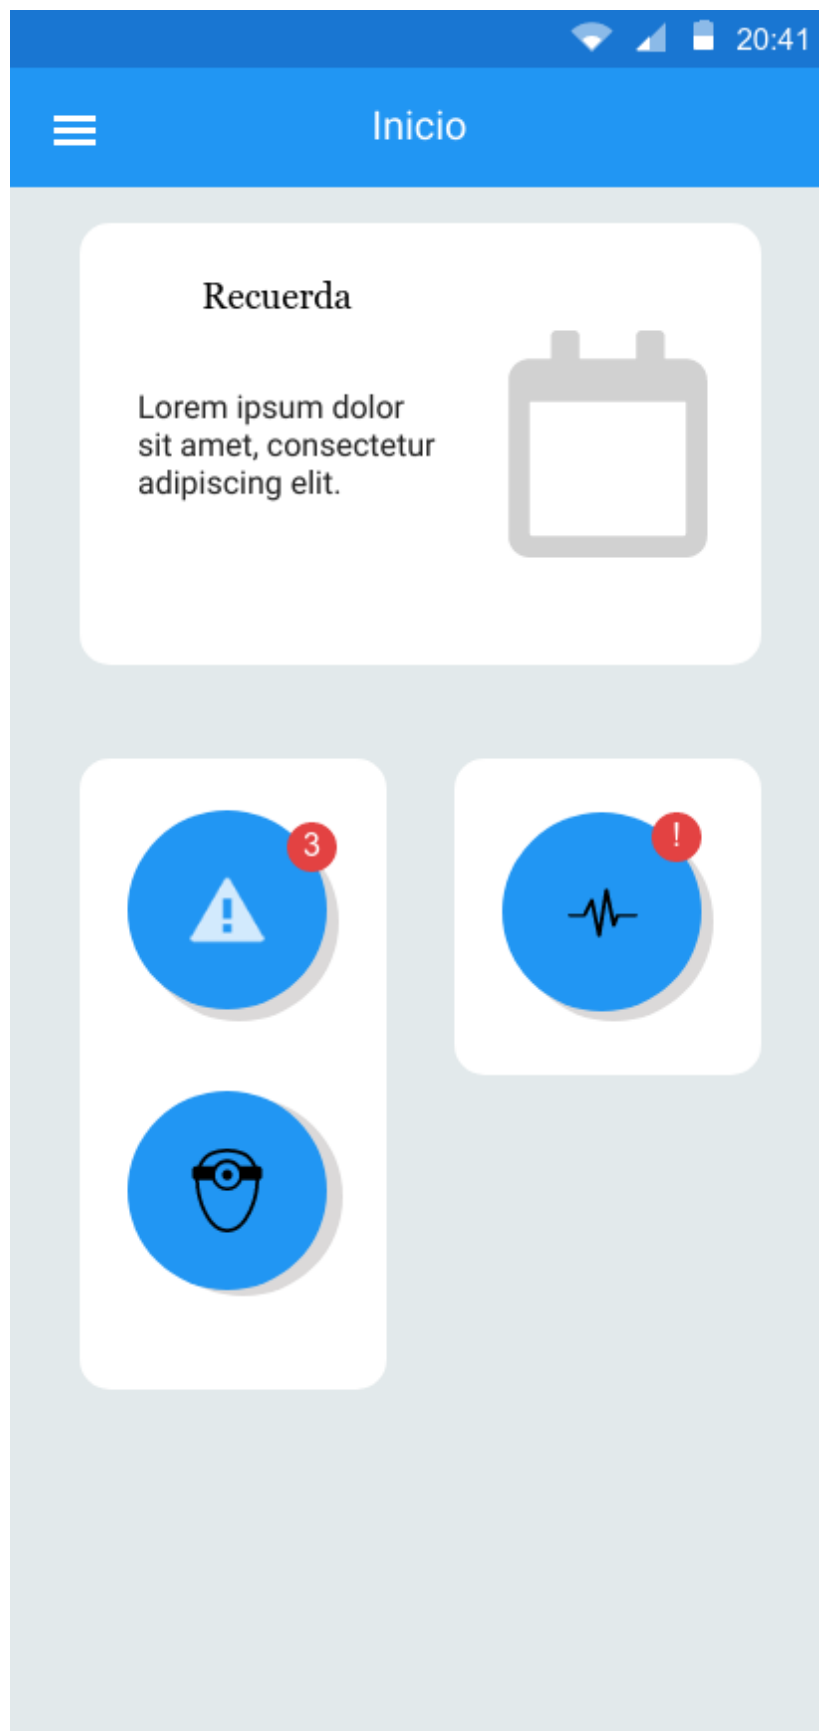 20:41
Inicio
Recuerda
Lorem ipsum dolor
sit amet, consectetur
adipiscing elit.
3
!